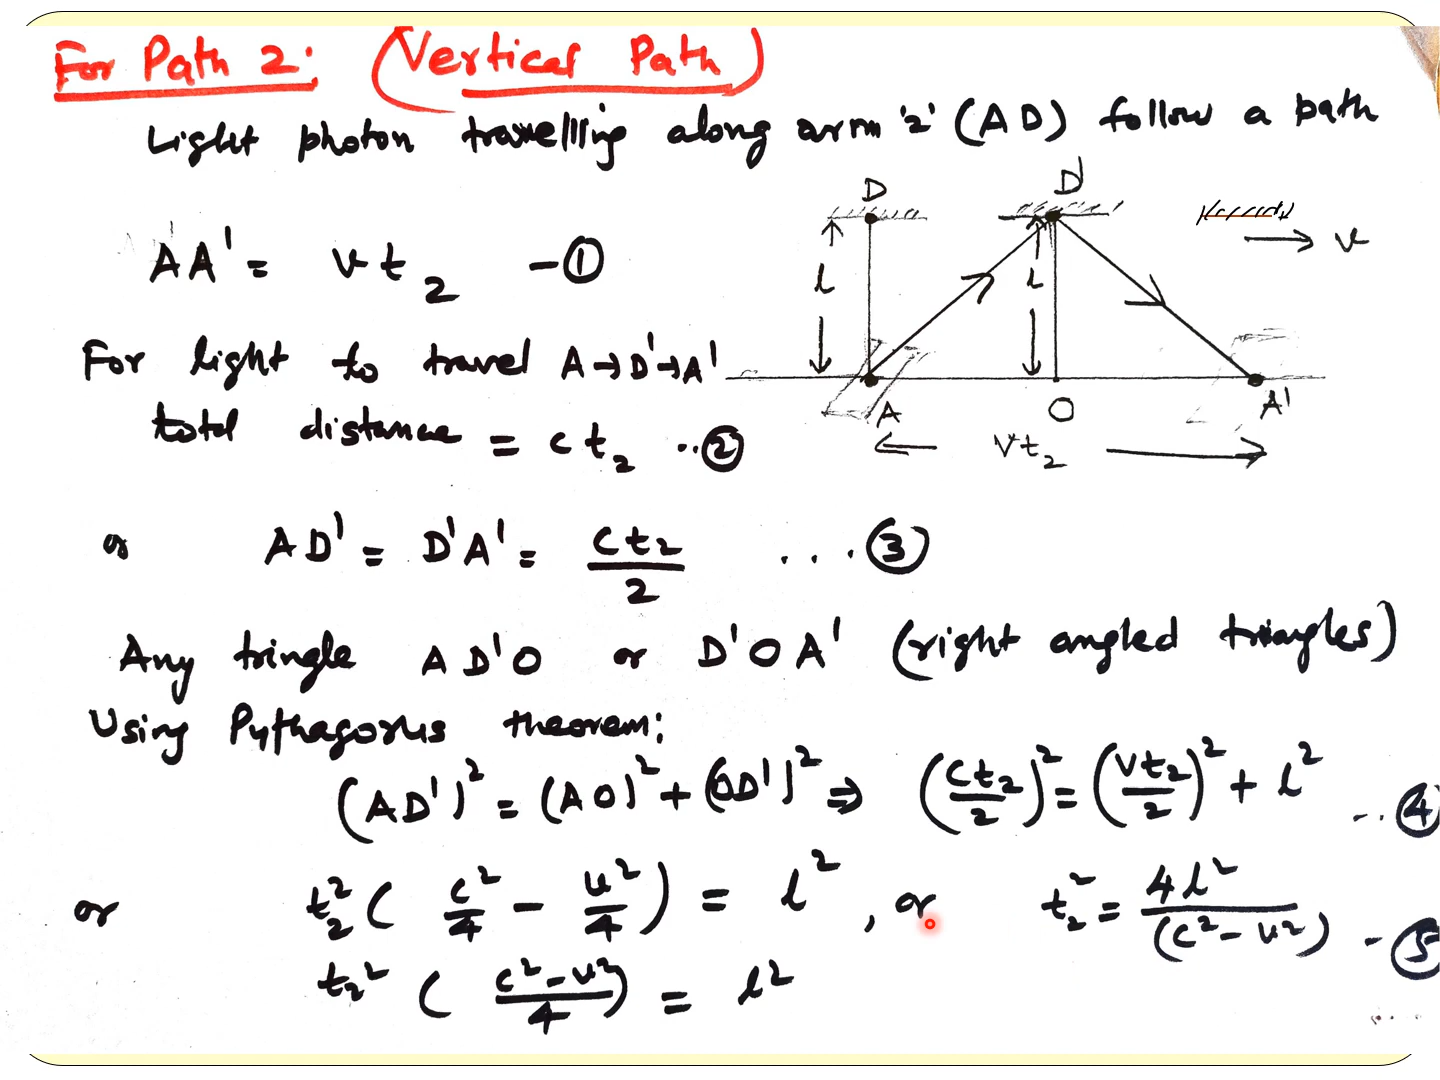 For Path 2: (Vertical Path)
Light photon travelling along arm '2' (AD) follow a path
D D'
AA' = vt₂ -①
l l → v
For light to travel A→D'→A'
A O A'
total distance = ct₂ ..②
vt₂
or AD' = D'A' = ct₂/2 ....③
Any tringle AD'O or D'OA' (right angled triangles)
Using Pythagorus theorem:
(AD')² = (AO)² + (OD')² ⇒ (ct₂/2)² = (vt₂/2)² + l² ...④
or t₂² (c²/4 - v²/4) = l², or t₂² = 4l²/(c² - v²) -⑤
t₂² (c²-v²/4) = l²